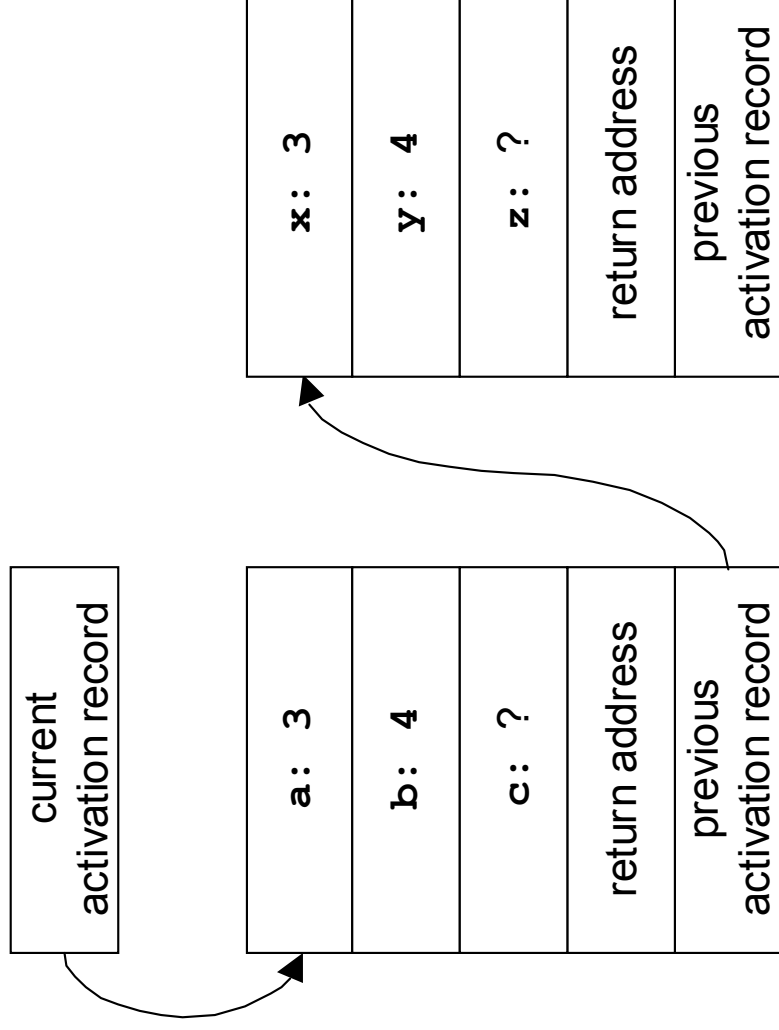 current
activation record
a: 3
b: 4
c: ?
return address
previous
activation record
x: 3
y: 4
z: ?
return address
previous
activation record